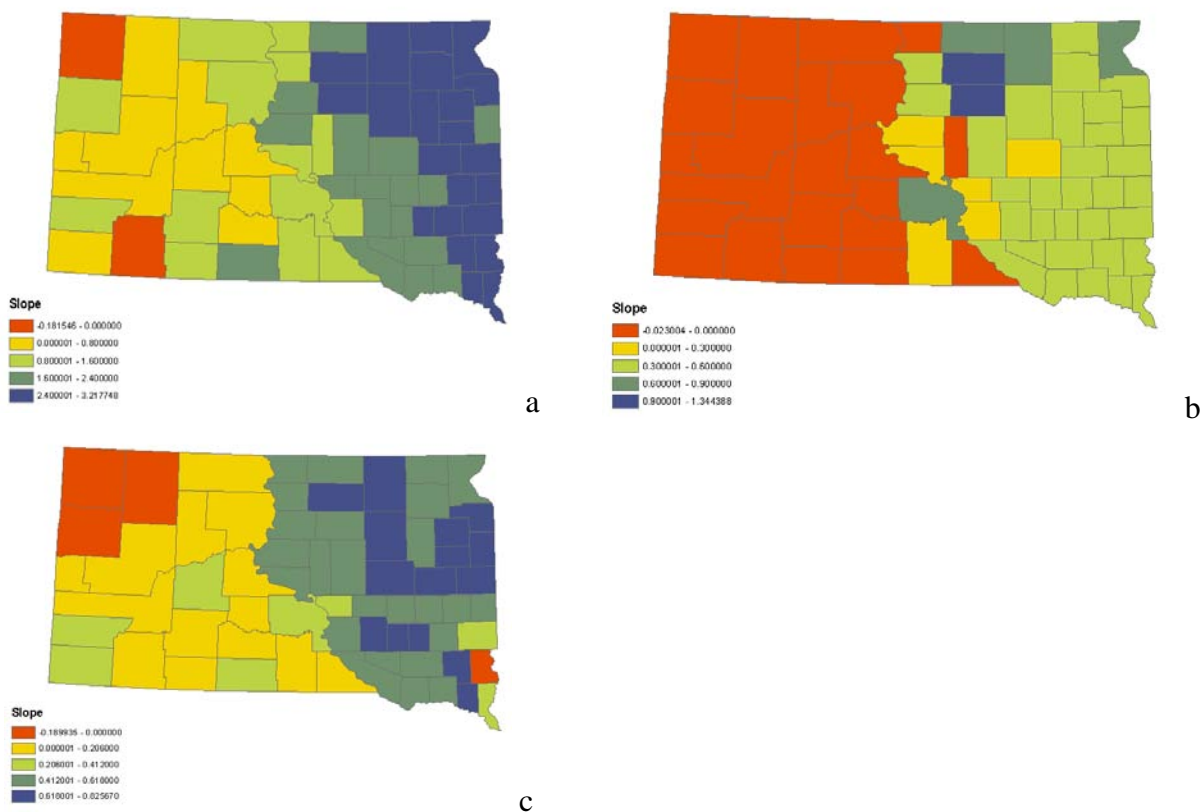 Slope
-0.181546 - 0.000000
0.000001 - 0.800000
0.800001 - 1.600000
1.600001 - 2.400000
2.400001 - 3.217748
a
Slope
-0.023004 - 0.000000
0.000001 - 0.300000
0.300001 - 0.600000
0.600001 - 0.900000
0.900001 - 1.344388
b
Slope
-0.189935 - 0.000000
0.000001 - 0.206000
0.206001 - 0.412000
0.412001 - 0.618000
0.618001 - 0.825670
c